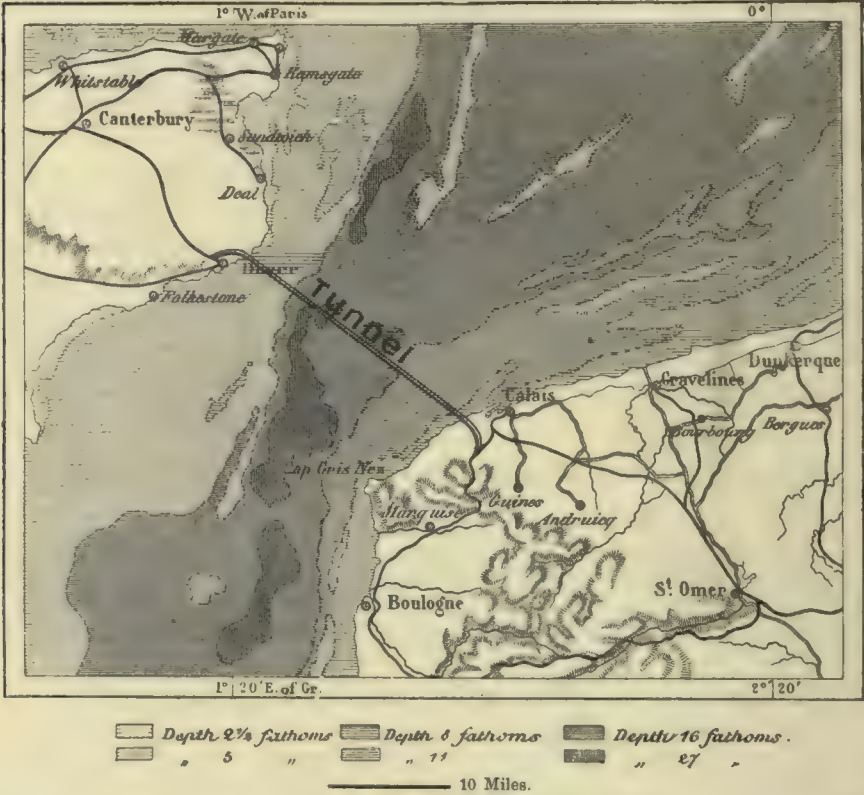 1° W. of Paris 0°
Margate
Whitstable
Ramsgate
Canterbury
Sandwich
Deal
Dover
Folkestone
Tunnel
Dunkerque
Gravelines
Calais
Bourbourg
Bergues
Cap Gris Nez
Guines
Marquise
Andruicq
St. Omer
Boulogne
1° 20′ E. of Gr. 2° 20′
Depth 2¾ fathoms Depth 8 fathoms Depth 16 fathoms.
„ 5 „ „ 11 „ 27 „
10 Miles.